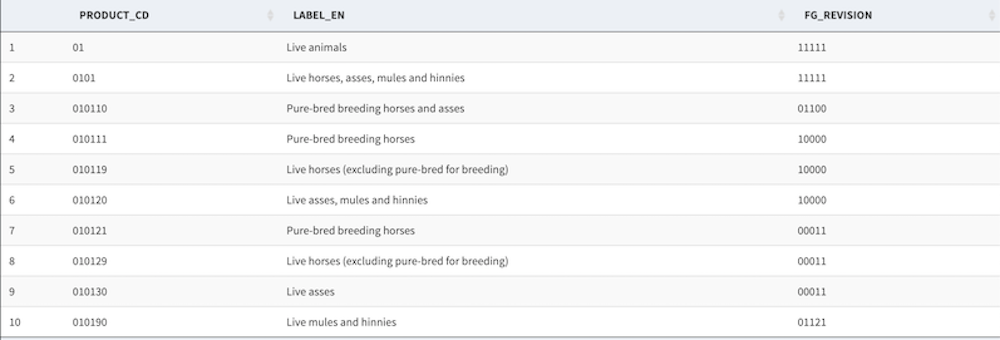 PRODUCT_CD LABEL_EN FG_REVISION
1 01 Live animals 11111
2 0101 Live horses, asses, mules and hinnies 11111
3 010110 Pure-bred breeding horses and asses 01100
4 010111 Pure-bred breeding horses 10000
5 010119 Live horses (excluding pure-bred for breeding) 10000
6 010120 Live asses, mules and hinnies 10000
7 010121 Pure-bred breeding horses 00011
8 010129 Live horses (excluding pure-bred for breeding) 00011
9 010130 Live asses 00011
10 010190 Live mules and hinnies 01121